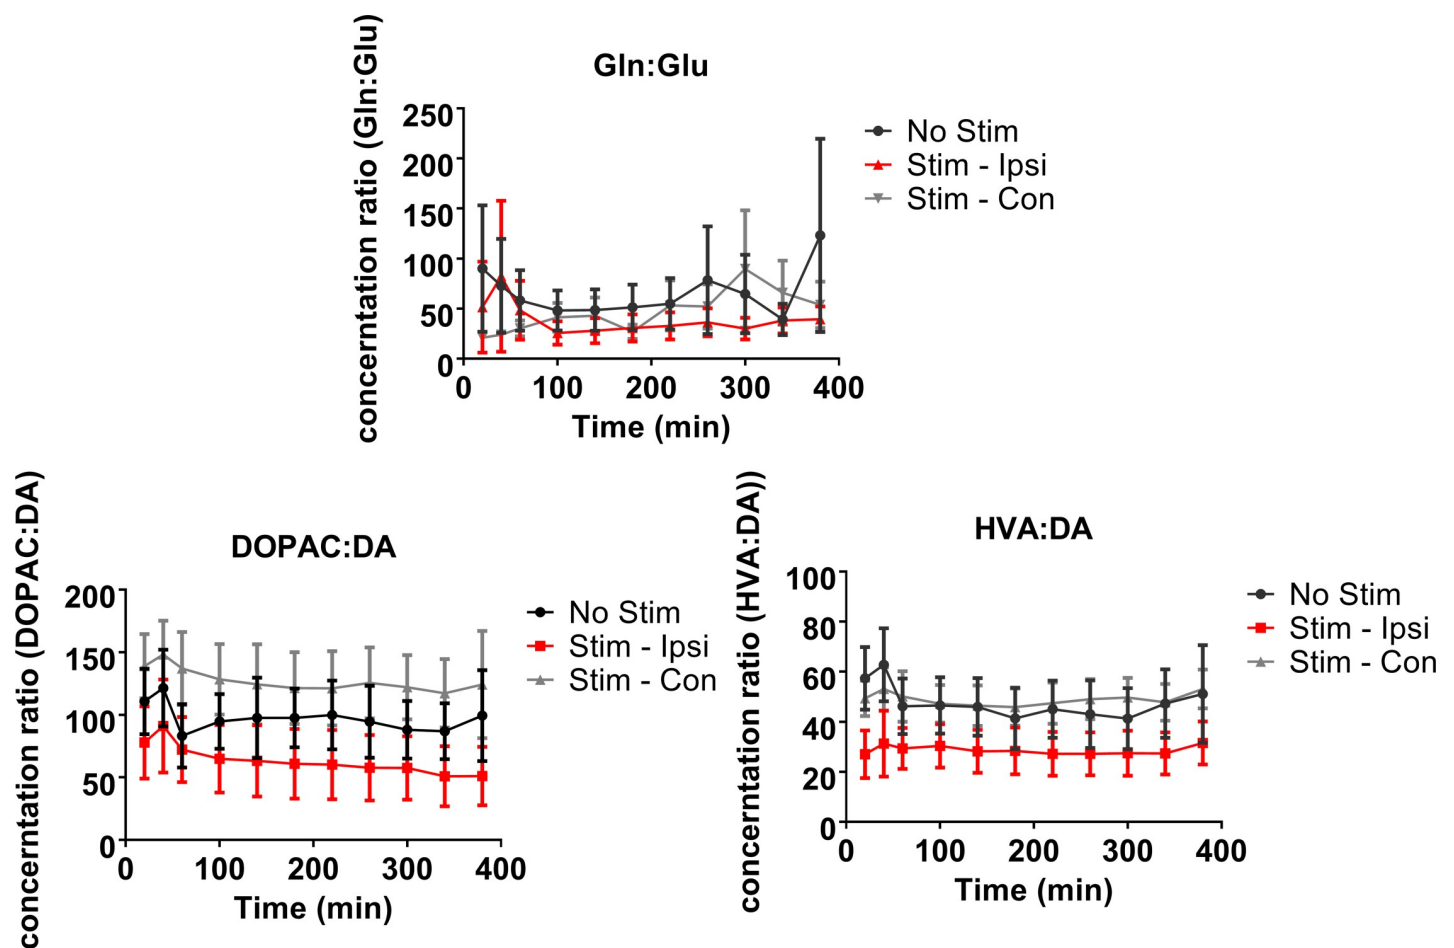 Gln:Glu
concerntation ratio (Gln:Glu)
250
200
150
100
50
0
0 100 200 300 400
Time (min)
No Stim
Stim - Ipsi
Stim - Con
DOPAC:DA
concerntation ratio (DOPAC:DA)
200
150
100
50
0
0 100 200 300 400
Time (min)
No Stim
Stim - Ipsi
Stim - Con
HVA:DA
concerntation ratio (HVA:DA))
100
80
60
40
20
0
0 100 200 300 400
Time (min)
No Stim
Stim - Ipsi
Stim - Con